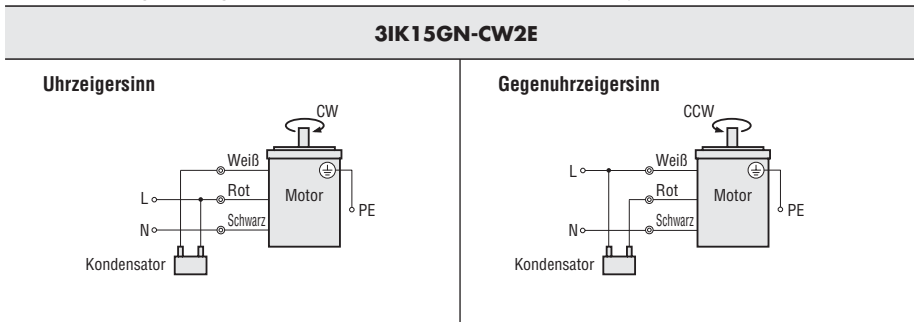 3IK15GN-CW2E
Uhrzeigersinn
CW
Weiß
L
Rot
Motor
PE
N
Schwarz
Kondensator
Gegenuhrzeigersinn
CCW
L
Weiß
Rot
Motor
PE
N
Schwarz
Kondensator